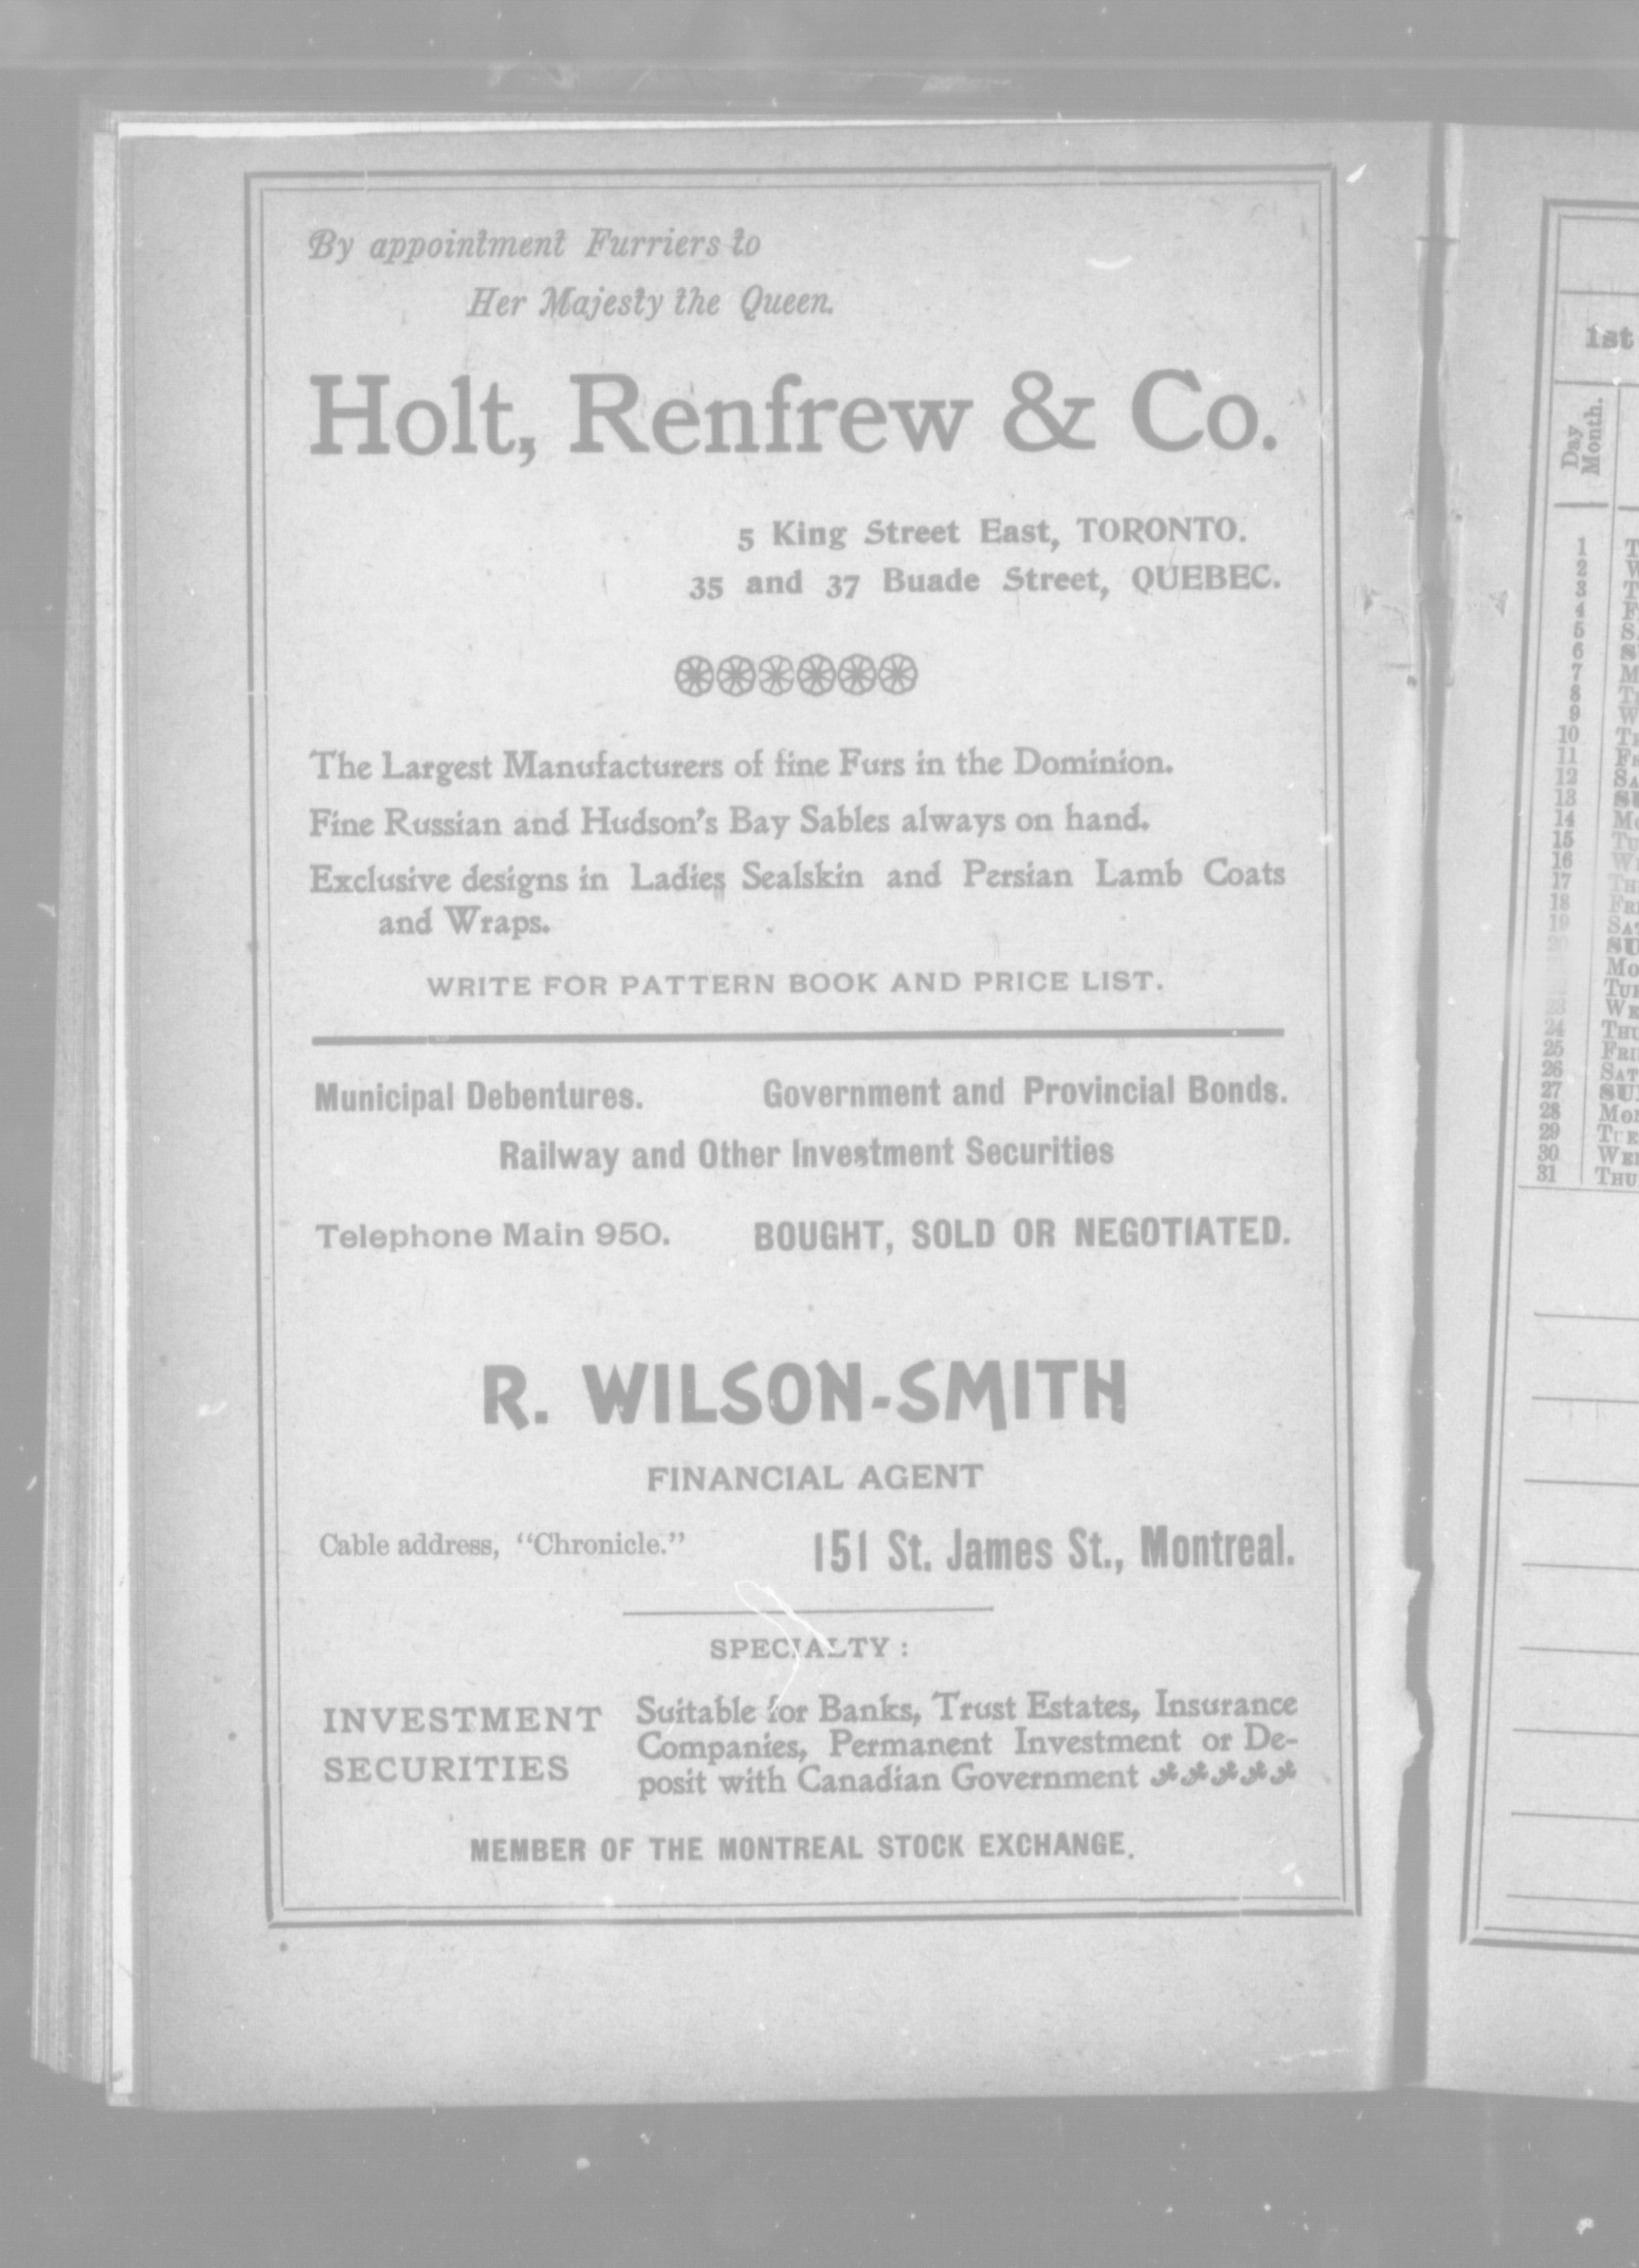 By appointment Furriers to
Her Majesty the Queen.
Holt, Renfrew & Co.
5 King Street East, TORONTO.
35 and 37 Buade Street, QUEBEC.
The Largest Manufacturers of fine Furs in the Dominion.
Fine Russian and Hudson's Bay Sables always on hand.
Exclusive designs in Ladies Sealskin and Persian Lamb Coats
and Wraps.
WRITE FOR PATTERN BOOK AND PRICE LIST.
Municipal Debentures. Government and Provincial Bonds.
Railway and Other Investment Securities
Telephone Main 950. BOUGHT, SOLD OR NEGOTIATED.
R. WILSON-SMITH
FINANCIAL AGENT
Cable address, "Chronicle." 151 St. James St., Montreal.
SPECIALTY :
INVESTMENT
SECURITIES
Suitable for Banks, Trust Estates, Insurance
Companies, Permanent Investment or De-
posit with Canadian Government
MEMBER OF THE MONTREAL STOCK EXCHANGE.
1st
Day
Month.
1
2
3
4
5
6
7
8
9
10
11
12
13
14
15
16
17
18
19
20
23
24
25
26
27
28
29
30
31